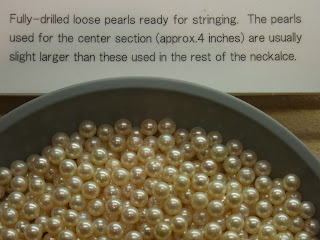 Fully-drilled loose pearls ready for stringing.  The pearls
used for the center section (approx.4 inches) are usually
slight larger than these used in the rest of the neckalce.